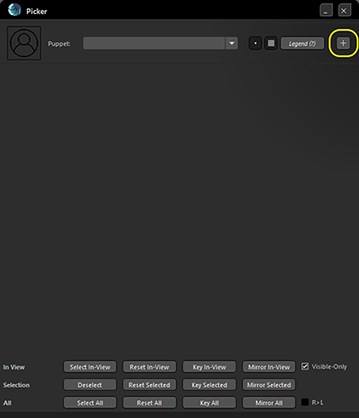 Picker
Puppet: Legend (?)
In View Select In-View Reset In-View Key In-View Mirror In-View Visible-Only
Selection Deselect Reset Selected Key Selected Mirror Selected
All Select All Reset All Key All Mirror All R>L